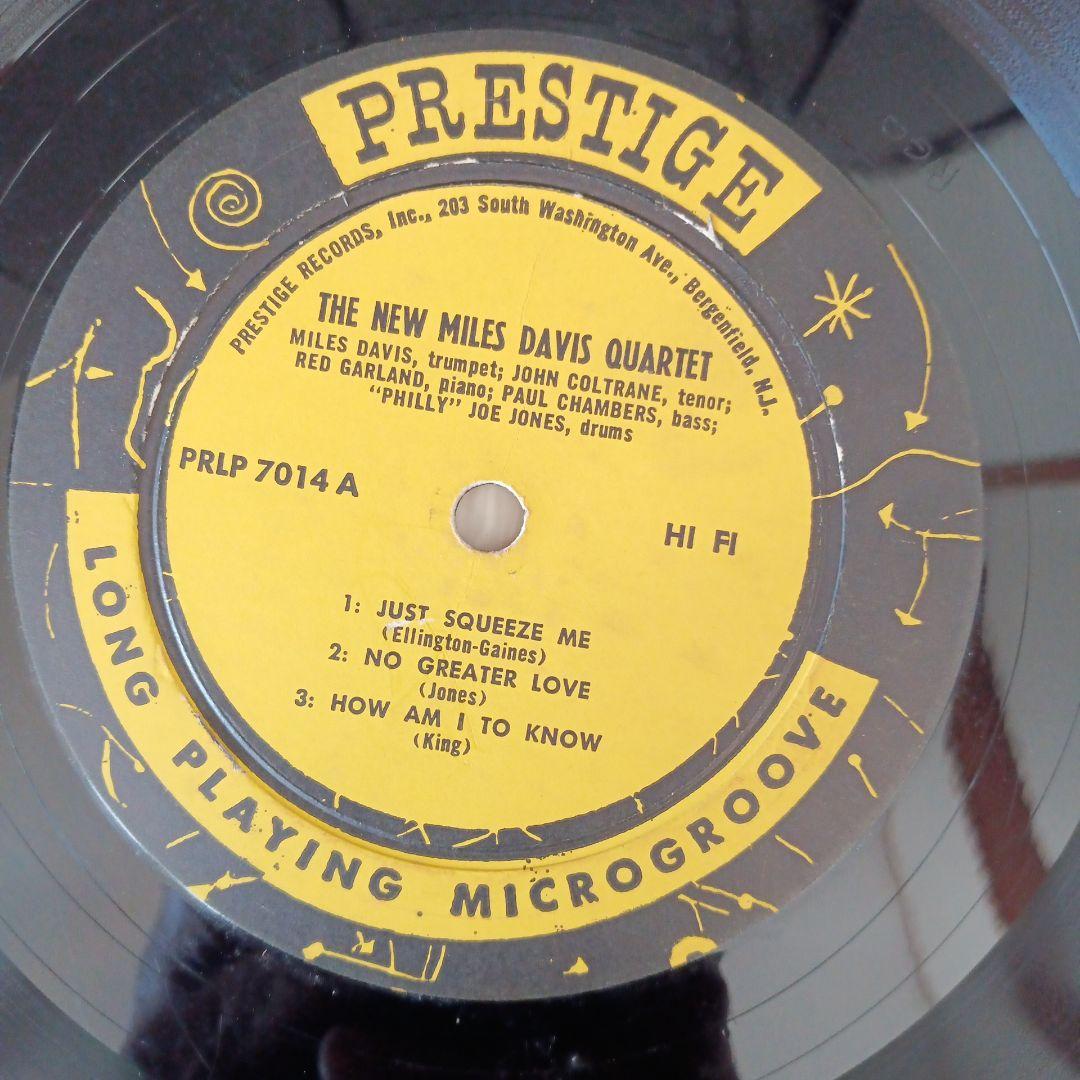 PRESTIGE
PRESTIGE RECORDS, Inc., 203 South Washington Ave., Bergenfield, N.J.
THE NEW MILES DAVIS QUARTET
MILES DAVIS, trumpet; JOHN COLTRANE, tenor;
RED GARLAND, piano; PAUL CHAMBERS, bass;
"PHILLY" JOE JONES, drums
PRLP 7014 A
HI FI
1: JUST SQUEEZE ME
(Ellington-Gaines)
2: NO GREATER LOVE
(Jones)
3: HOW AM I TO KNOW
(King)
LONG PLAYING MICROGROOVE